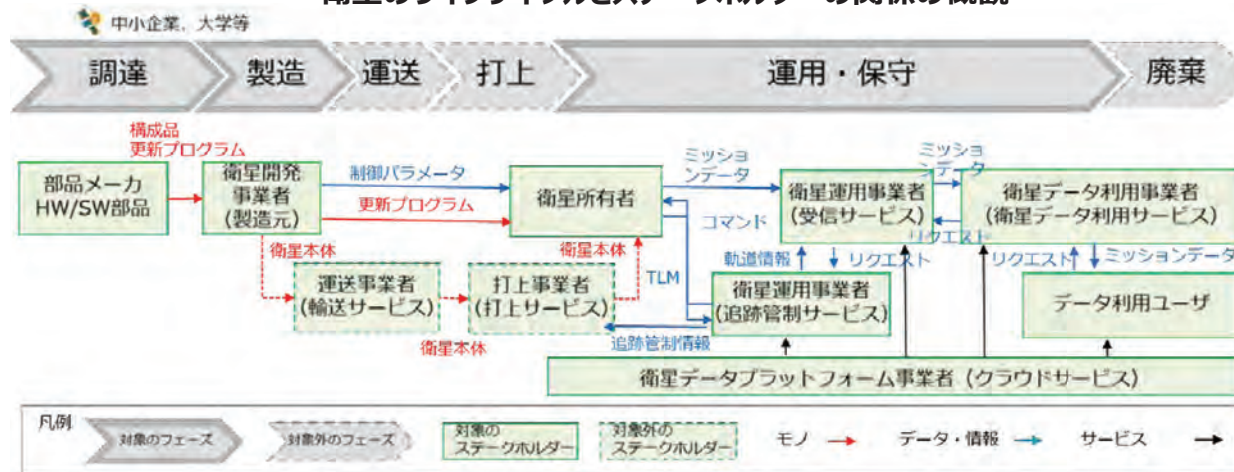 中小企業、大学等
調達
製造
運送
打上
運用・保守
廃棄
構成品
更新プログラム
部品メーカ
HW/SW部品
衛星開発
事業者
(製造元)
制御パラメータ
更新プログラム
衛星所有者
ミッショ
ンデータ
衛星運用事業者
(受信サービス)
ミッショ
ンデータ
衛星データ利用事業者
(衛星データ利用サービス)
コマンド
リクエスト
衛星本体
衛星本体
運送事業者
(輸送サービス)
打上事業者
(打上サービス)
衛星本体
TLM
軌道情報
リクエスト
リクエスト
ミッションデータ
衛星運用事業者
(追跡管制サービス)
データ利用ユーザ
追跡管制情報
衛星データプラットフォーム事業者(クラウドサービス)
凡例
対象のフェーズ
対象外のフェーズ
対象の
ステークホルダー
対象外の
ステークホルダー
モノ
データ・情報
サービス